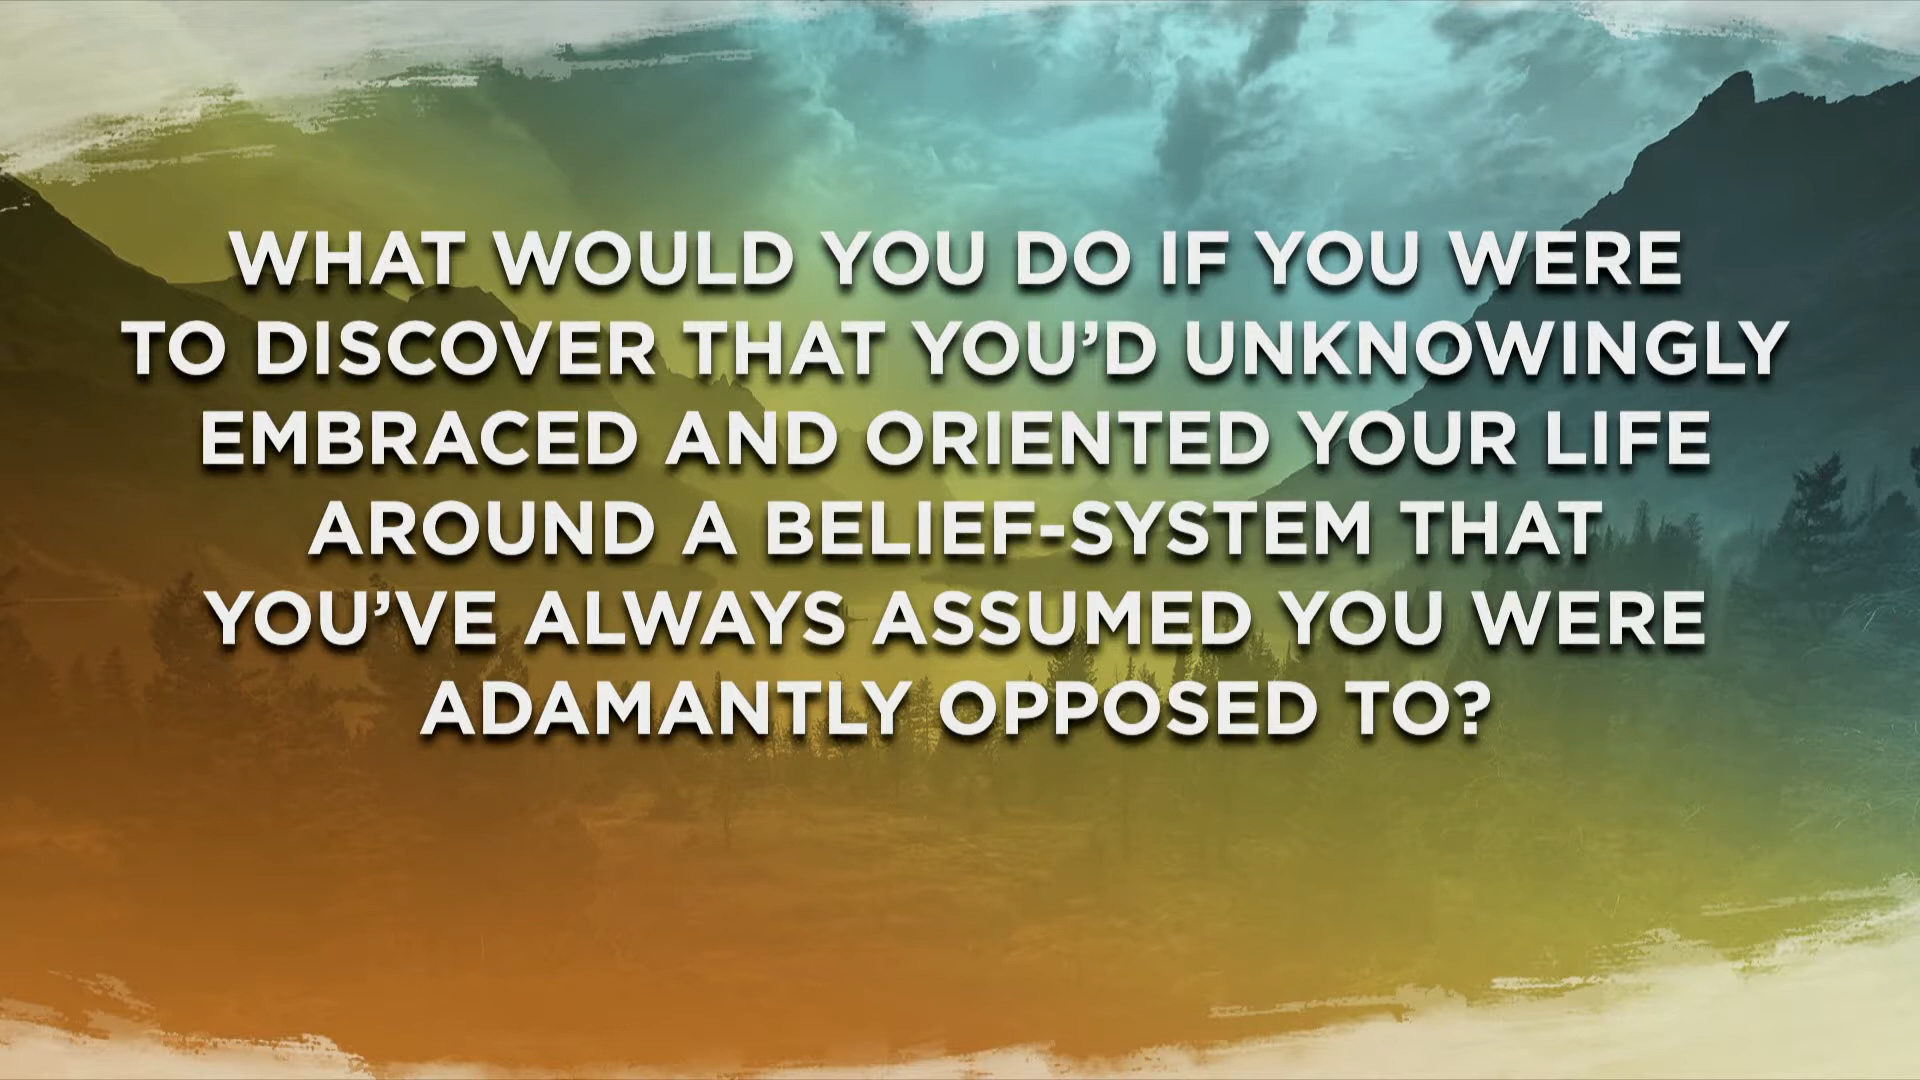 WHAT WOULD YOU DO IF YOU WERE
TO DISCOVER THAT YOU’D UNKNOWINGLY
EMBRACED AND ORIENTED YOUR LIFE
AROUND A BELIEF-SYSTEM THAT
YOU’VE ALWAYS ASSUMED YOU WERE
ADAMANTLY OPPOSED TO?